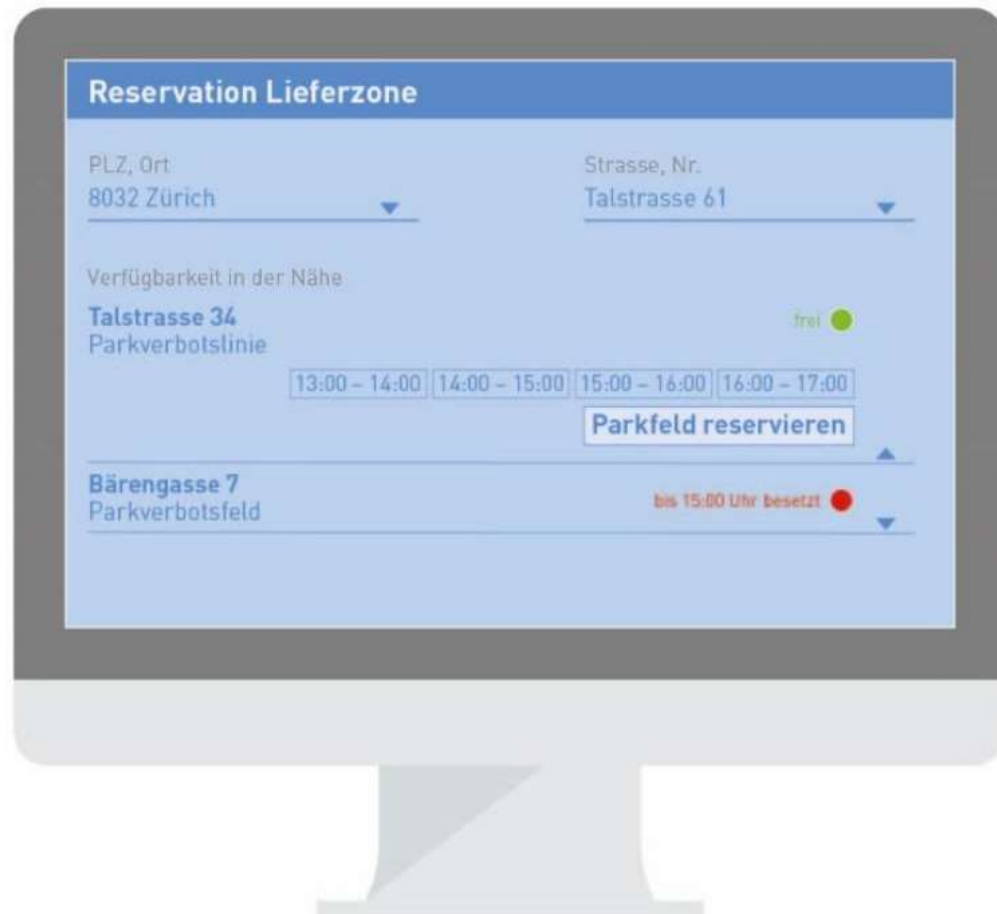 Reservation Lieferzone
PLZ, Ort
8032 Zürich
Strasse, Nr.
Talstrasse 61
Verfügbarkeit in der Nähe
Talstrasse 34
frei
Parkverbotslinie
13:00 – 14:00 14:00 – 15:00 15:00 – 16:00 16:00 – 17:00
Parkfeld reservieren
Bärengasse 7
Parkverbotsfeld
bis 15:00 Uhr besetzt